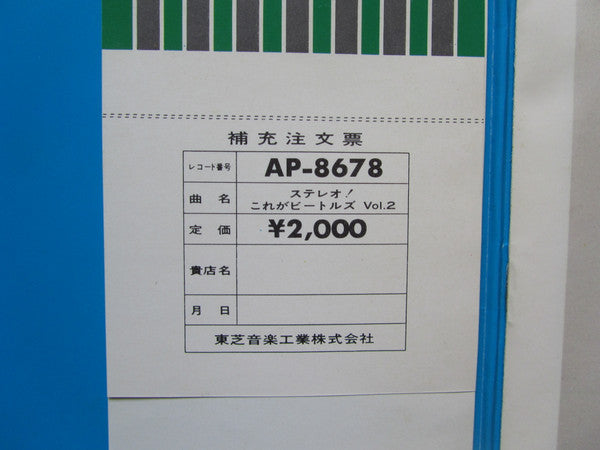 補充注文票
レコード番号 AP-8678
曲名 ステレオ!
これがビートルズ Vol.2
定価 ¥2,000
貴店名
月日
東芝音楽工業株式会社